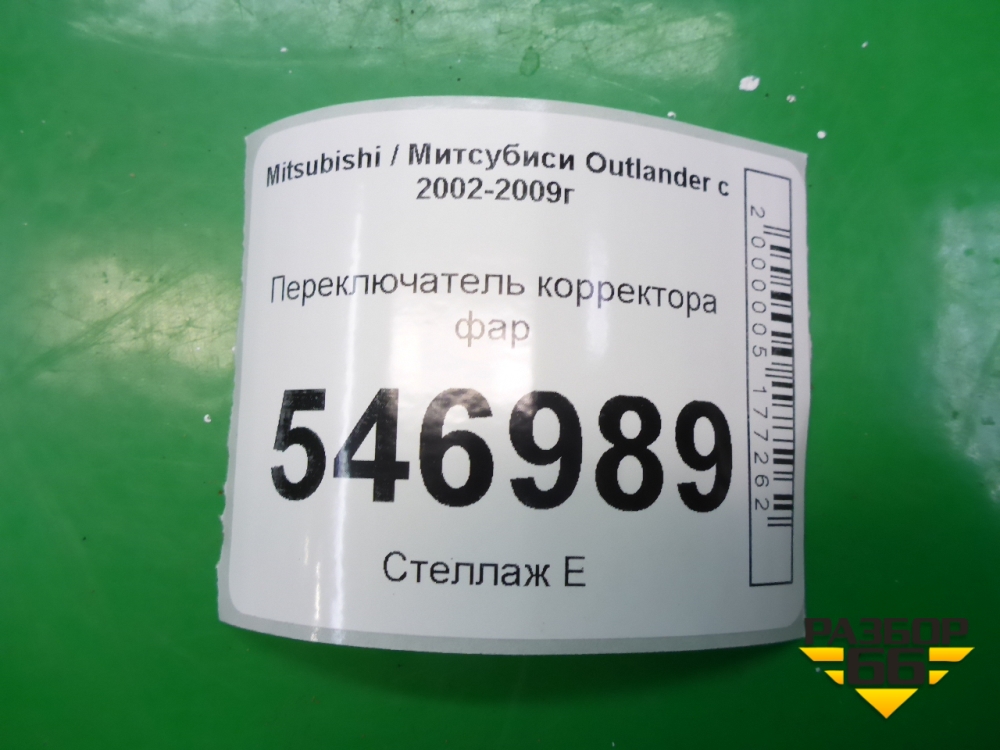 Mitsubishi / Митсубиси Outlander с
2002-2009г
Переключатель корректора
фар
546989
Стеллаж Е
2000005177262
РАЗБОР
66